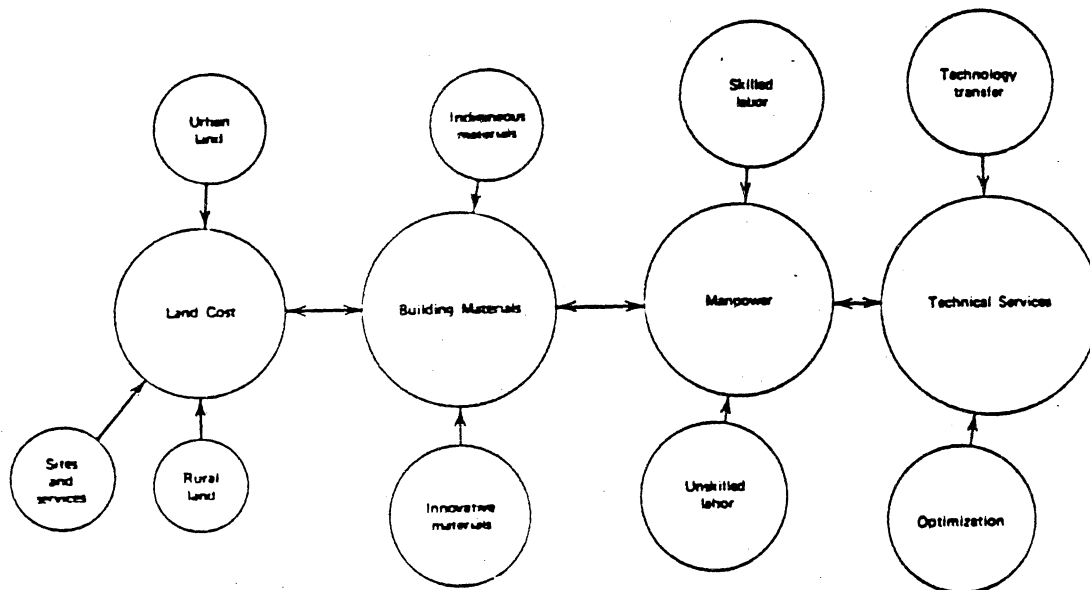 Urban
land
Indigeneous
materials
Skilled
labor
Technology
transfer
Land Cost
Building Materials
Manpower
Technical Services
Sites
and
services
Rural
land
Innovative
materials
Unskilled
labor
Optimization